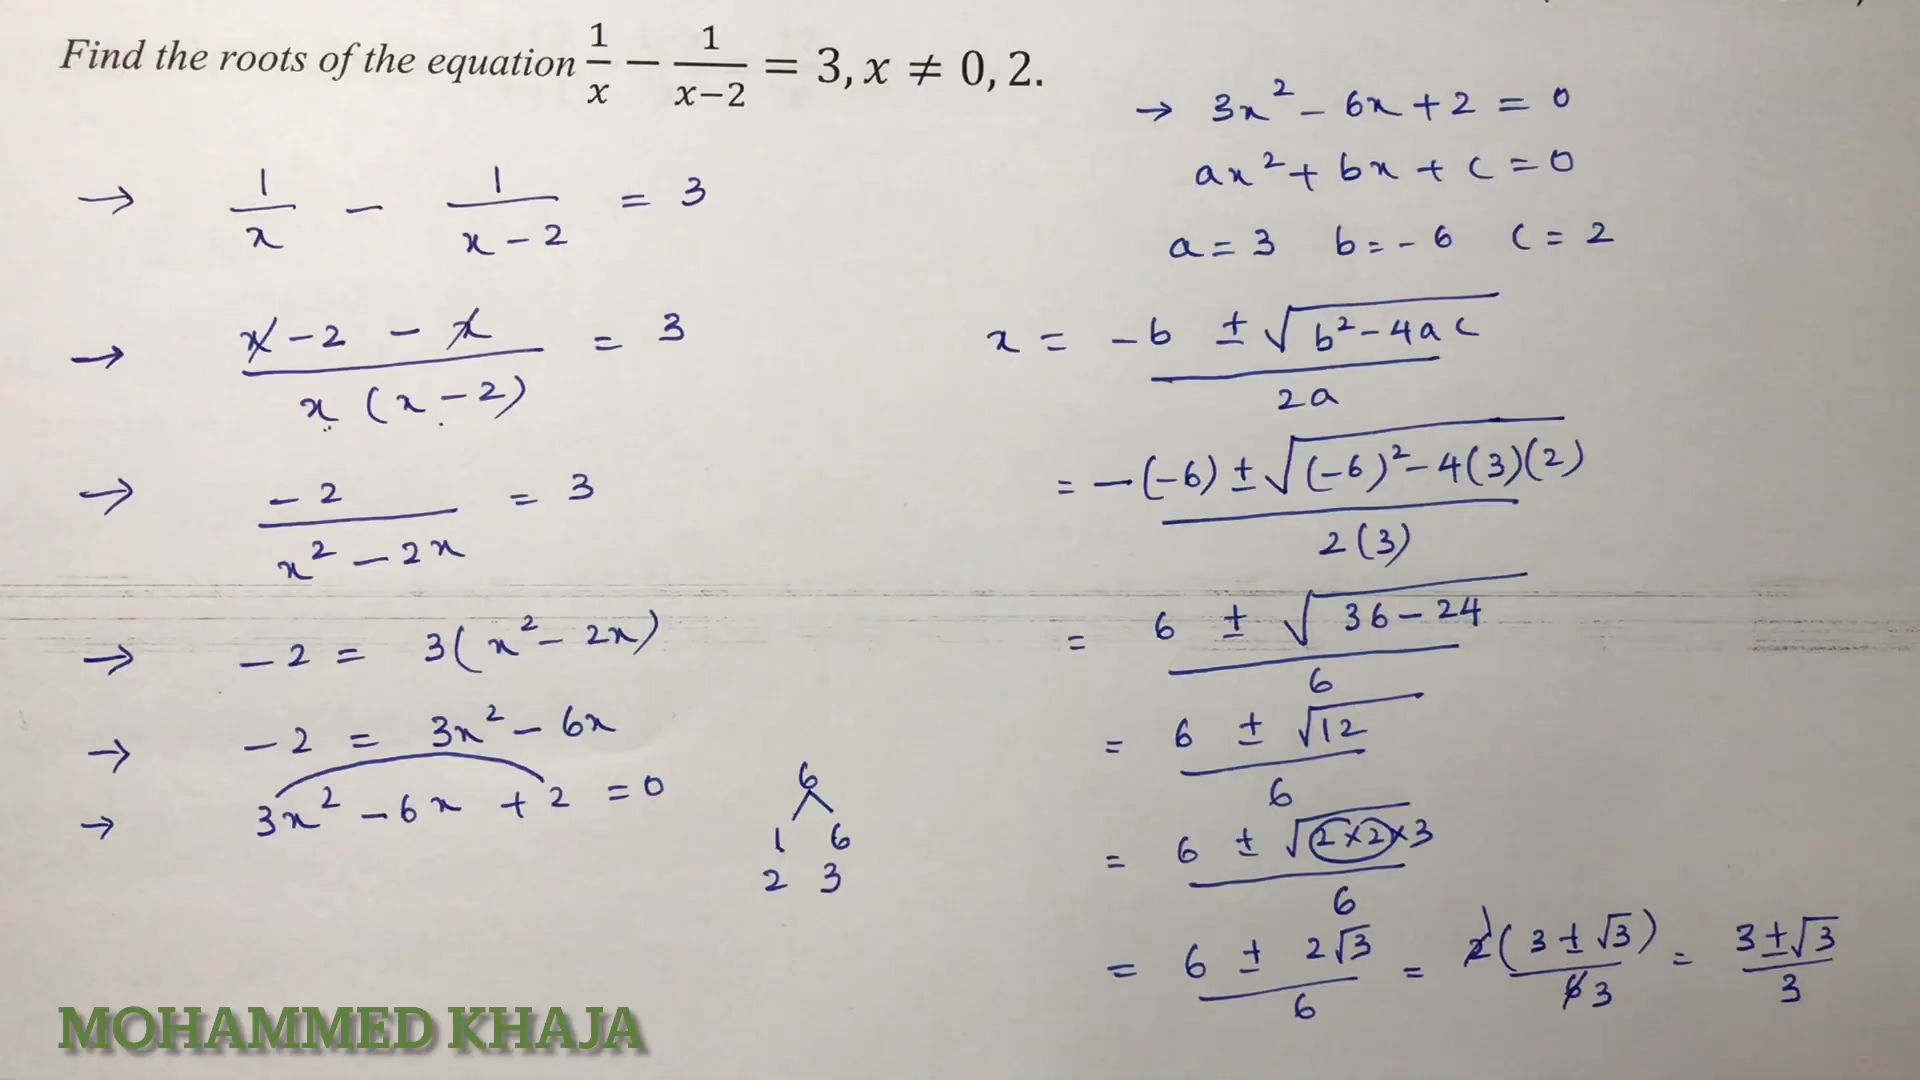 Find the roots of the equation 1/x − 1/(x−2) = 3, x ≠ 0, 2.
→ 1/x − 1/(x − 2) = 3
→ (x − 2 − x)/(x (x − 2)) = 3
→ −2/(x² − 2x) = 3
→ −2 = 3(x² − 2x)
→ −2 = 3x² − 6x
→ 3x² − 6x + 2 = 0
6
1 6
2 3
→ 3x² − 6x + 2 = 0
ax² + bx + c = 0
a = 3 b = −6 c = 2
x = (−b ± √(b² − 4ac))/2a
= (−(−6) ± √((−6)² − 4(3)(2)))/2(3)
= (6 ± √(36 − 24))/6
= (6 ± √12)/6
= (6 ± √(2×2×3))/6
= (6 ± 2√3)/6 = 2̸ 1 (3 ± √3)/6̸ 3 = (3 ± √3)/3
MOHAMMED KHAJA